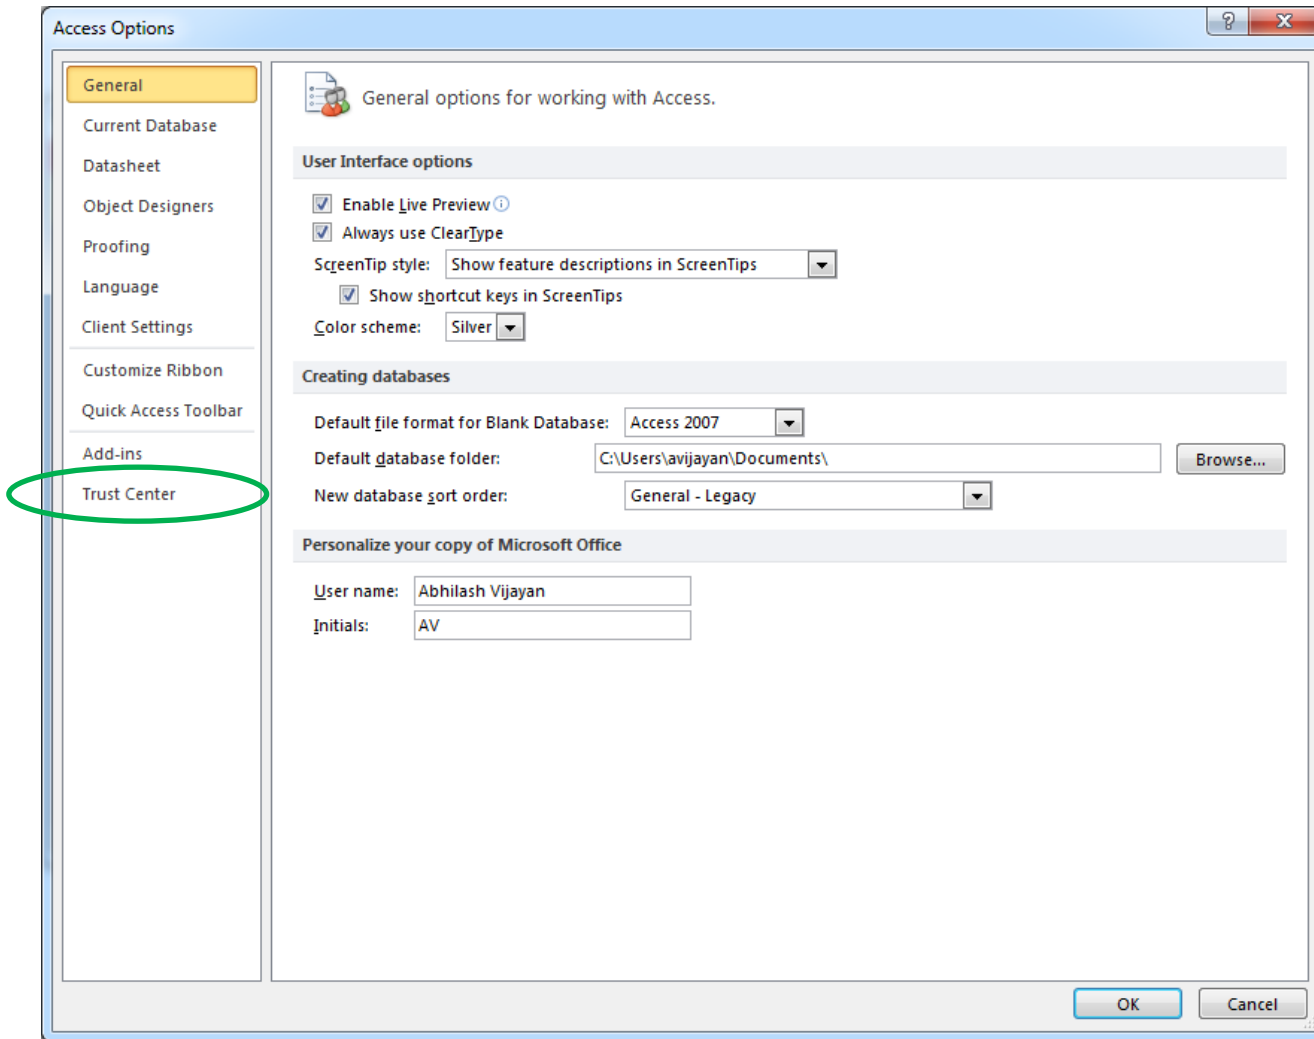 Access Options
General
Current Database
Datasheet
Object Designers
Proofing
Language
Client Settings
Customize Ribbon
Quick Access Toolbar
Add-ins
Trust Center
General options for working with Access.
User Interface options
Enable Live Preview
Always use ClearType
ScreenTip style: Show feature descriptions in ScreenTips
Show shortcut keys in ScreenTips
Color scheme: Silver
Creating databases
Default file format for Blank Database: Access 2007
Default database folder: C:\Users\avijayan\Documents\ Browse...
New database sort order: General - Legacy
Personalize your copy of Microsoft Office
User name: Abhilash Vijayan
Initials: AV
OK Cancel